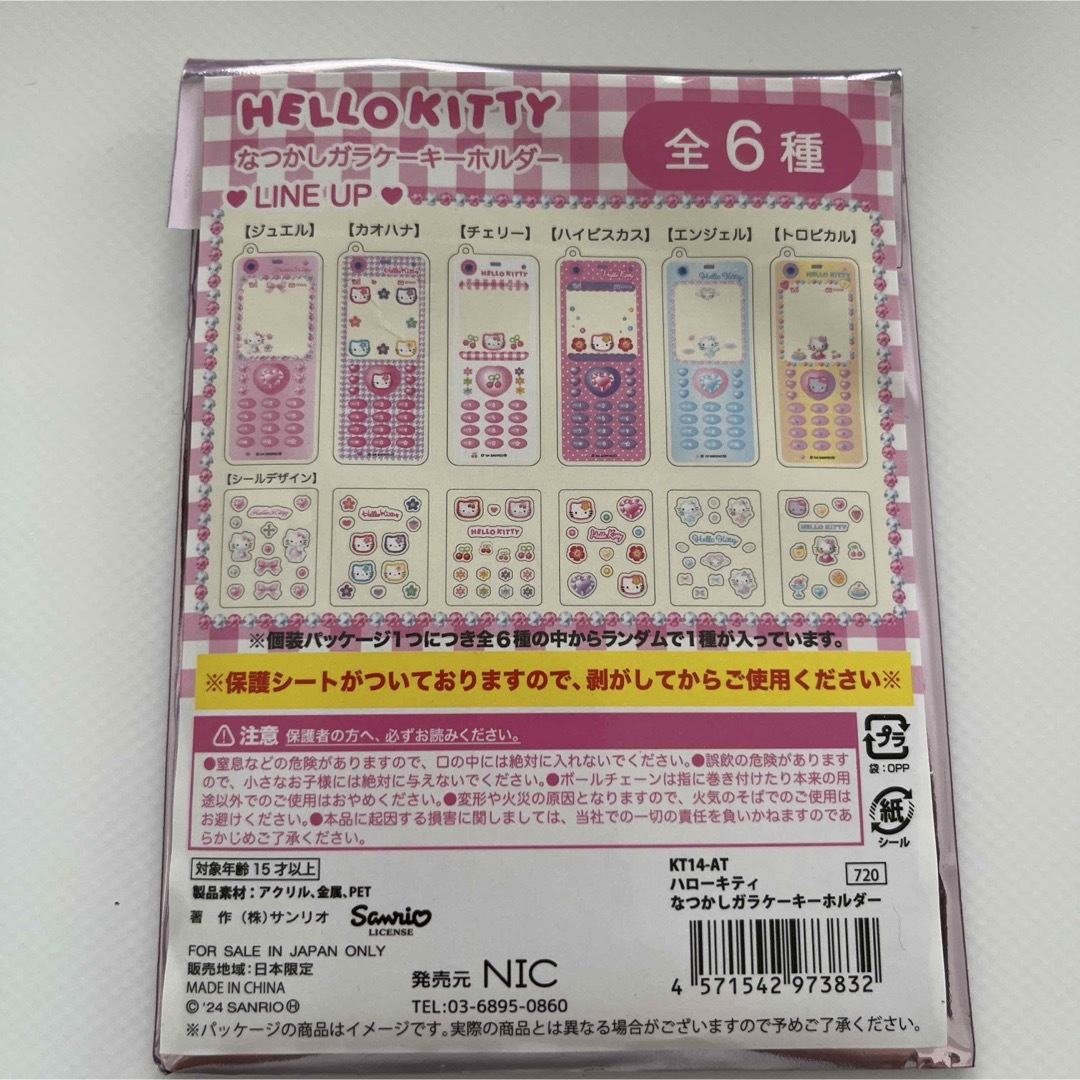 HELLO KITTY
なつかしガラケーキーホルダー
♥ LINE UP ♥
全6種
【ジュエル】 【カオハナ】 【チェリー】 【ハイビスカス】 【エンジェル】 【トロピカル】
HELLO KITTY
Hello Kitty
HELLO KITTY
【シールデザイン】
Hello Kitty
HELLO KITTY
Hello Kitty
Hello Kitty
HELLO KITTY
※個装パッケージ1つにつき全6種の中からランダムで1種が入っています。
※保護シートがついておりますので、剥がしてからご使用ください※
注意 保護者の方へ、必ずお読みください。
●窒息などの危険がありますので、口の中には絶対に入れないでください。●誤飲の危険があります
ので、小さなお子様には絶対に与えないでください。●ボールチェーンは指に巻き付けたり本来の用
途以外でのご使用はおやめください。●変形や火災の原因となりますので、火気のそばでのご使用は
お避けください。●本品に起因する損害に関しましては、当社での一切の責任を負いかねますのであ
らかじめご了承ください。
プラ
袋:OPP
紙
シール
対象年齢15才以上
製品素材:アクリル、金属、PET
著 作 (株)サンリオ Sanrio
LICENSE
FOR SALE IN JAPAN ONLY
販売地域:日本限定
MADE IN CHINA
© '24 SANRIO Ⓗ
発売元 NIC
TEL:03-6895-0860
KT14-AT
ハローキティ
なつかしガラケーキーホルダー
720
4 571542 973832
※パッケージの商品はイメージです。実際の商品とは異なる場合がございますので予めご了承ください。